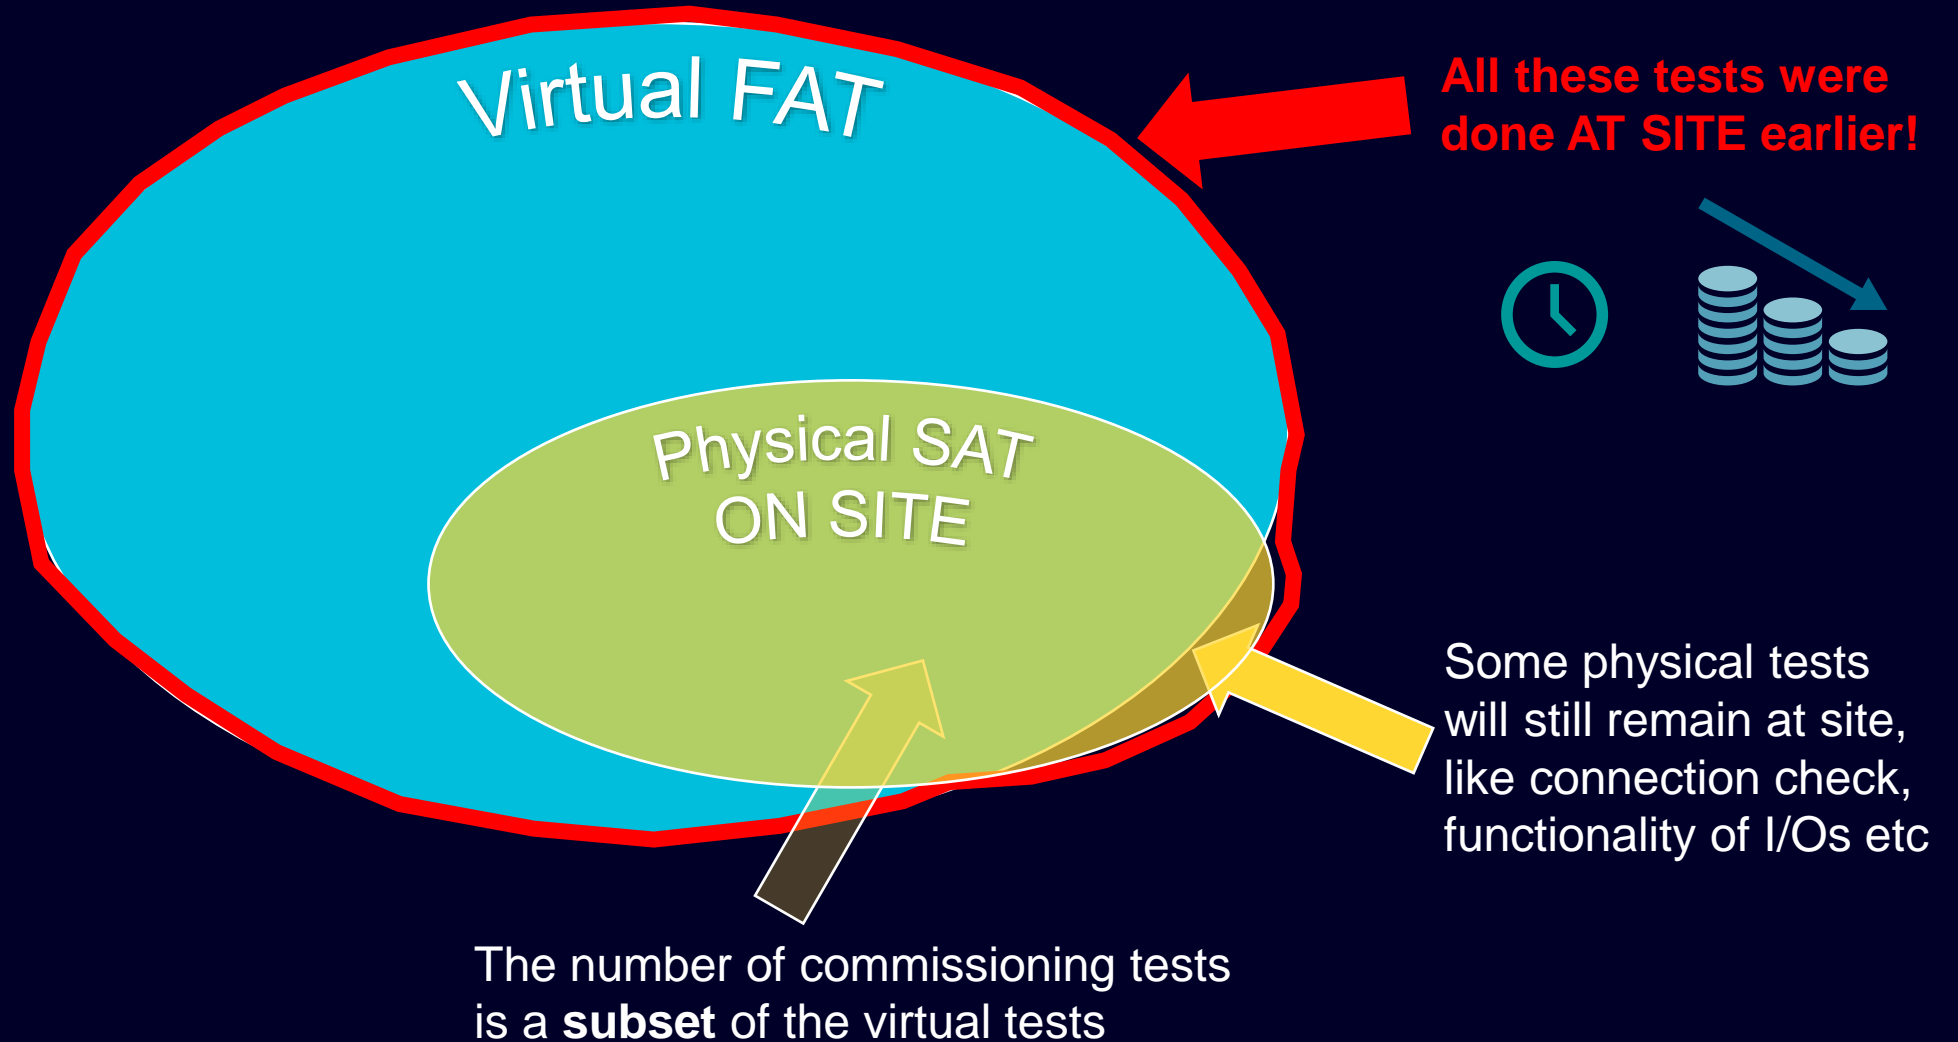 Virtual FAT
All these tests were
done AT SITE earlier!
Physical SAT
ON SITE
Some physical tests
will still remain at site,
like connection check,
functionality of I/Os etc
The number of commissioning tests
is a subset of the virtual tests